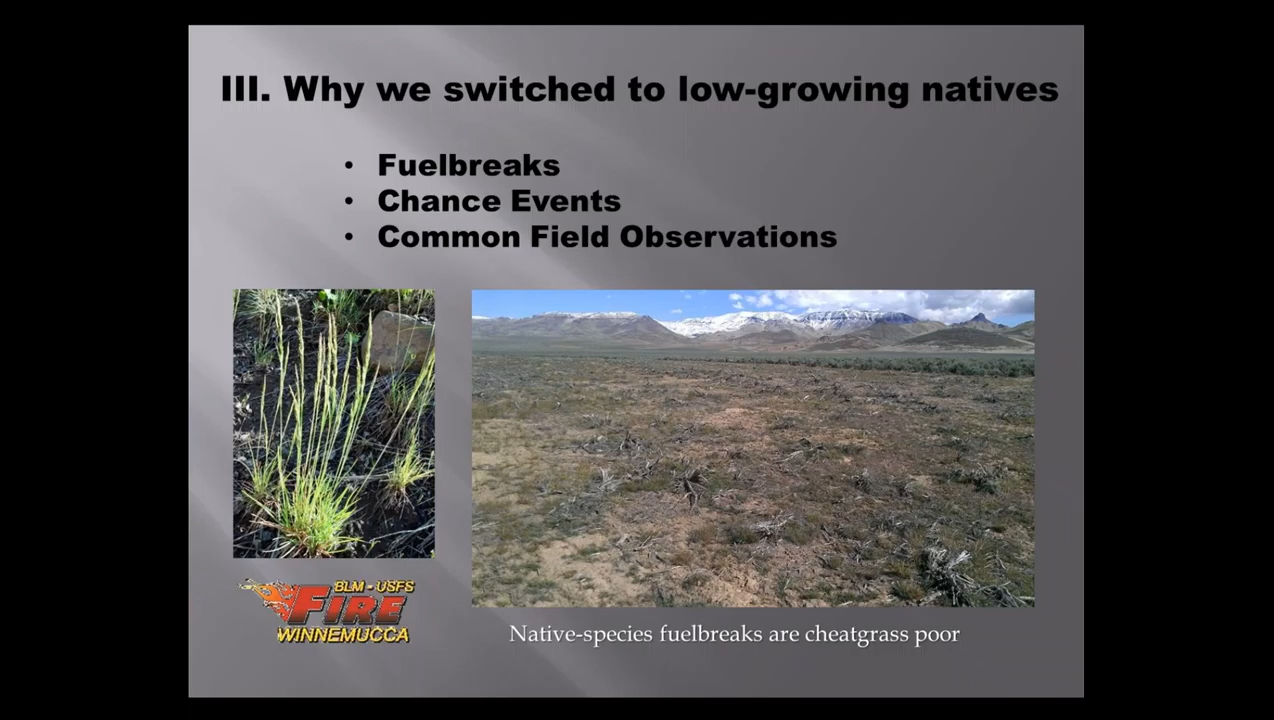 III. Why we switched to low-growing natives
• Fuelbreaks
• Chance Events
• Common Field Observations
BLM - USFS
FIRE
WINNEMUCCA
Native-species fuelbreaks are cheatgrass poor